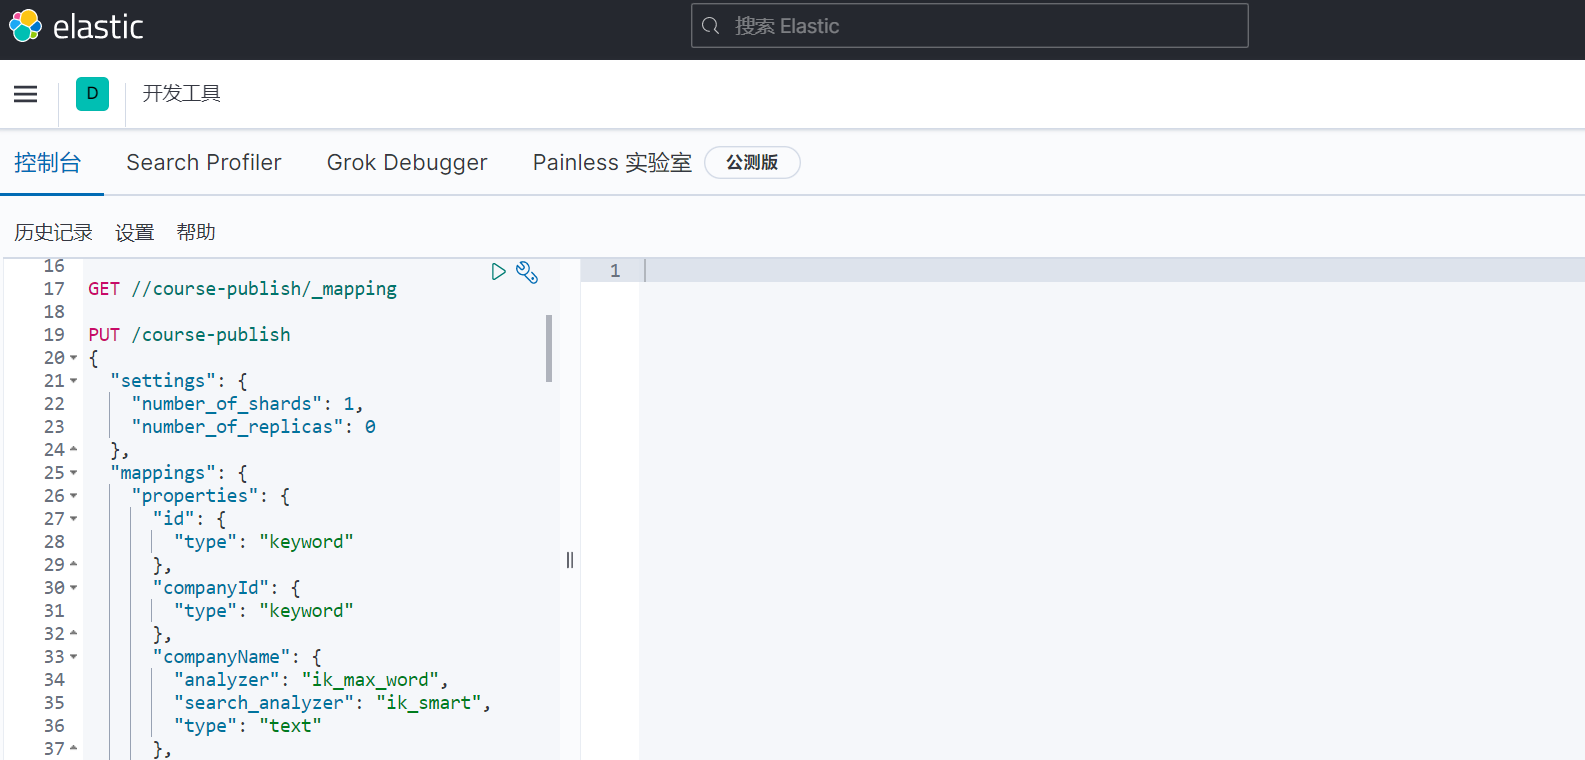 elastic
搜索 Elastic
D
开发工具
控制台 Search Profiler Grok Debugger Painless 实验室 公测版
历史记录 设置 帮助
16
17 GET //course-publish/_mapping
18
19 PUT /course-publish
20 {
21 "settings": {
22 "number_of_shards": 1,
23 "number_of_replicas": 0
24 },
25 "mappings": {
26 "properties": {
27 "id": {
28 "type": "keyword"
29 },
30 "companyId": {
31 "type": "keyword"
32 },
33 "companyName": {
34 "analyzer": "ik_max_word",
35 "search_analyzer": "ik_smart",
36 "type": "text"
37 },
1